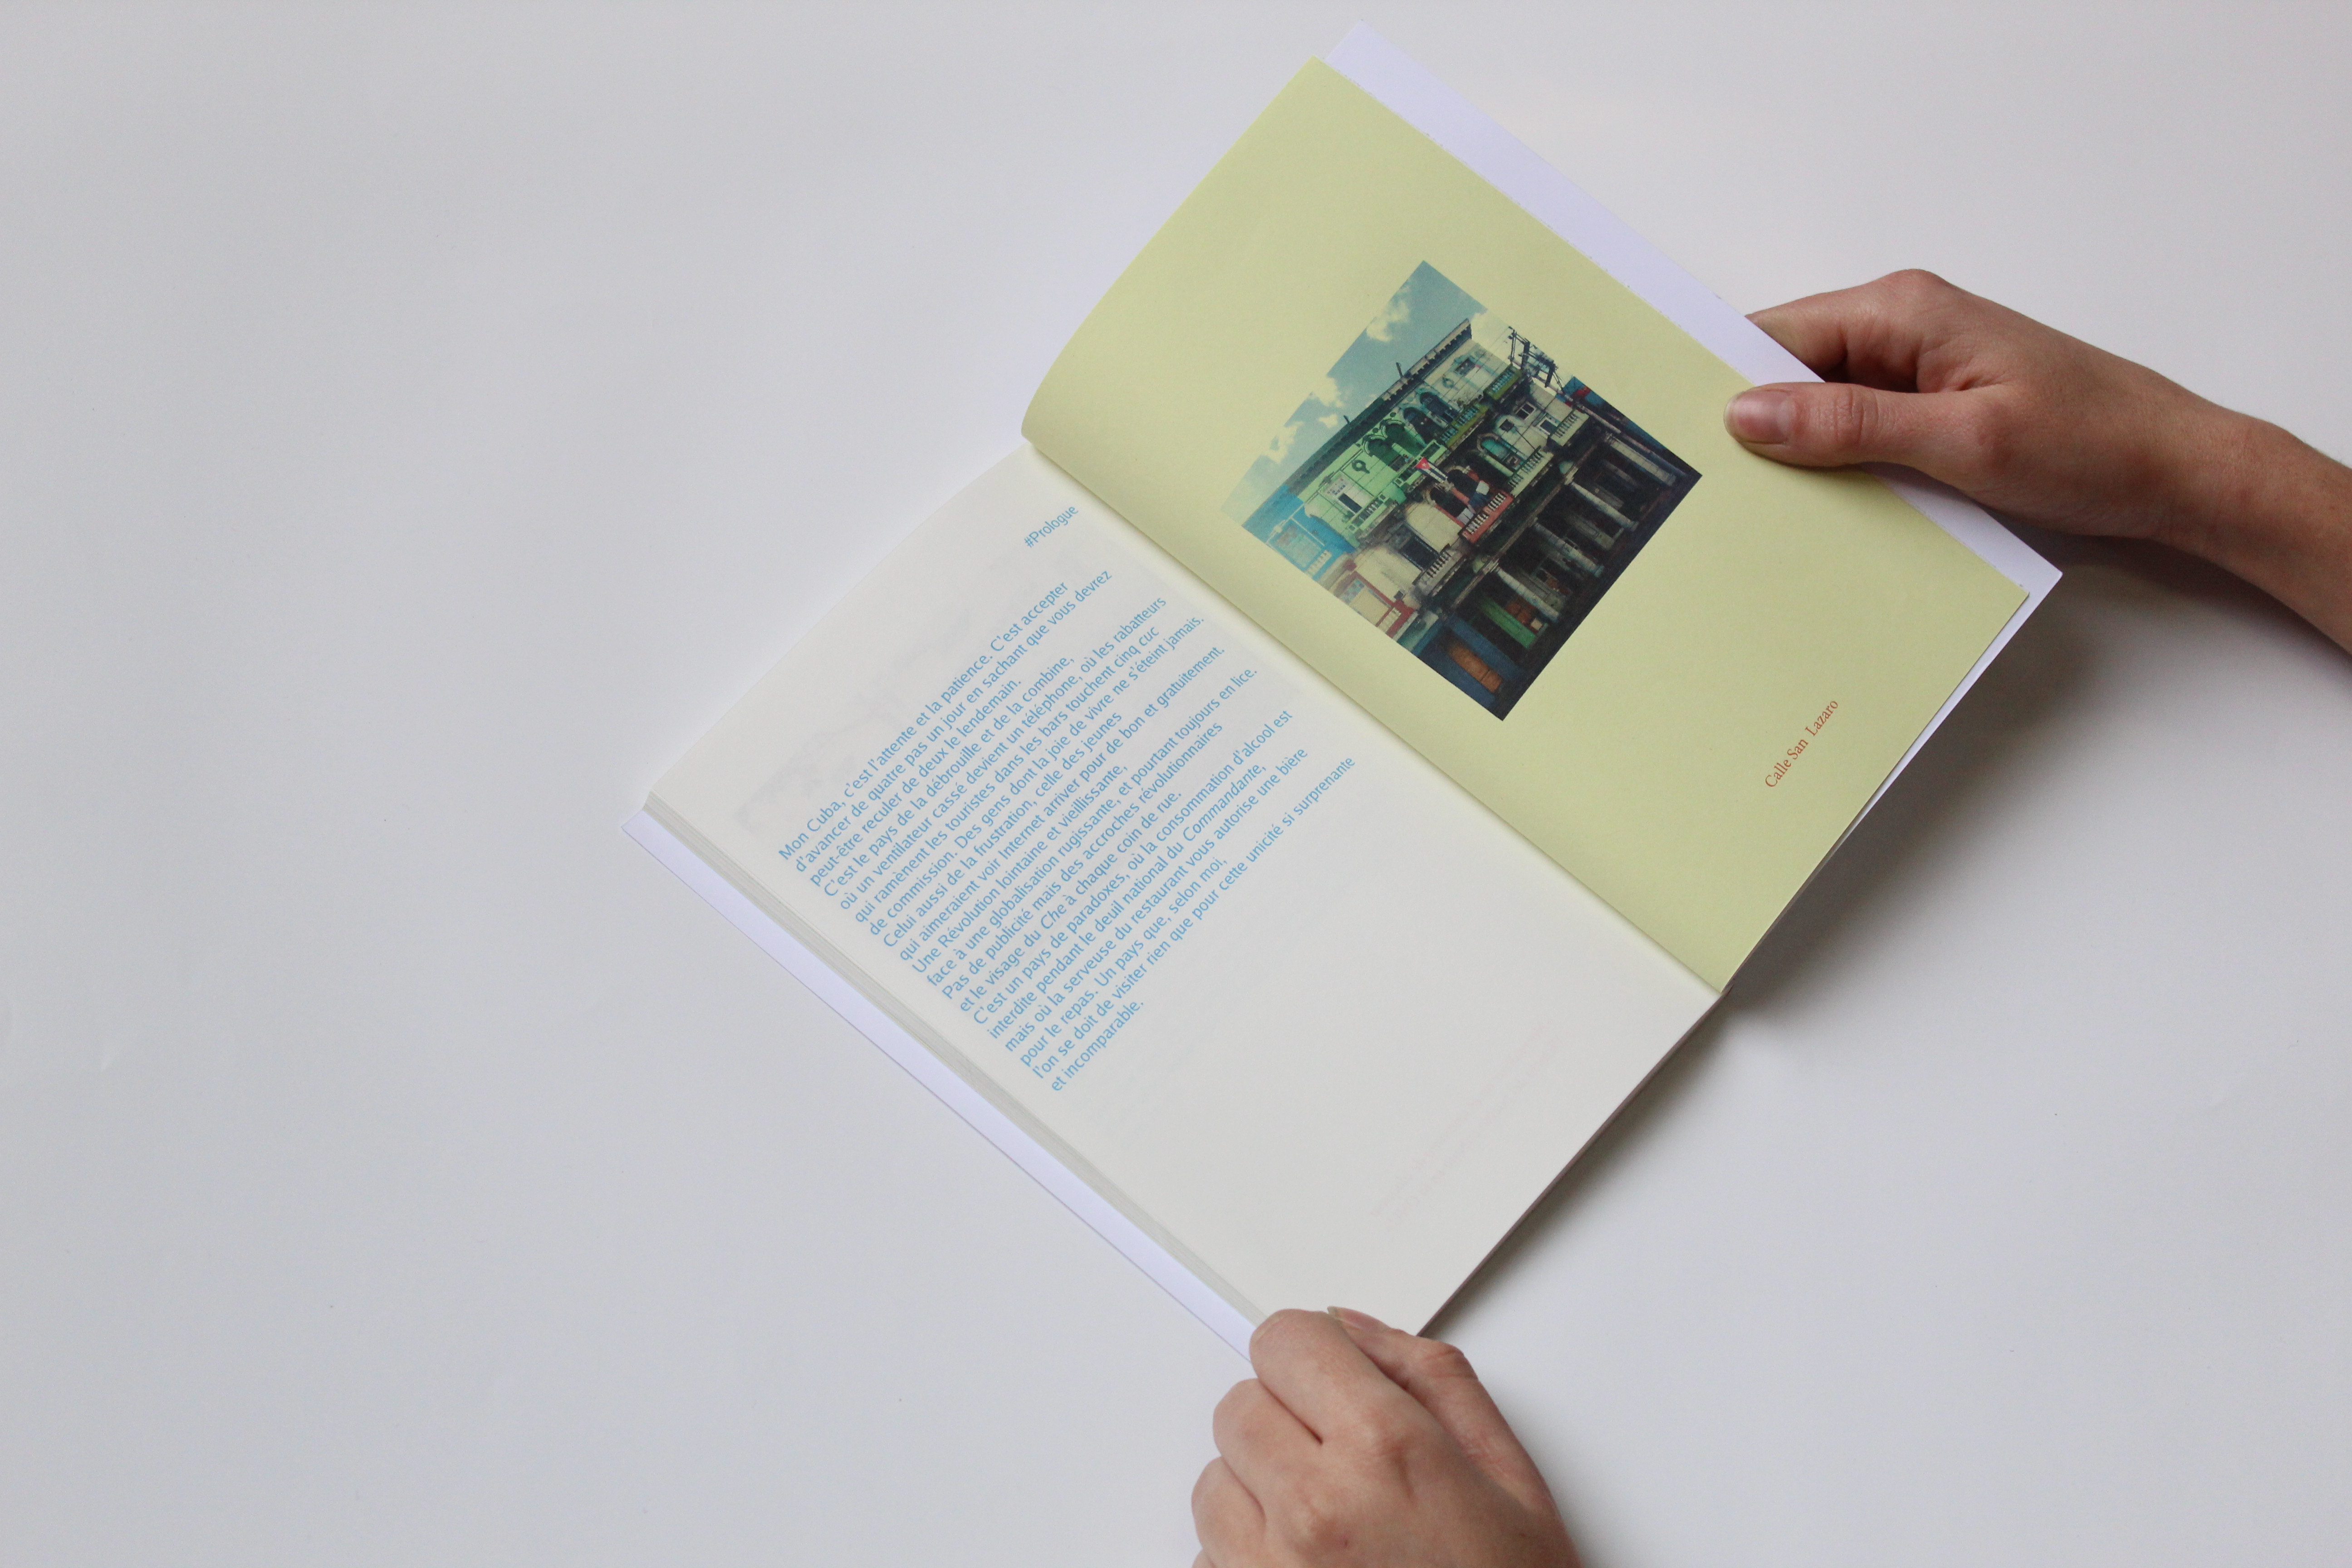 #Prologue
Mon Cuba, c'est l'attente et la patience. C'est accepter
d'avancer de quatre pas un jour en sachant que vous devrez
peut-être reculer de deux le lendemain.
C'est le pays de la débrouille et de la combine,
où un ventilateur cassé devient un téléphone, où les rabatteurs
qui ramènent les touristes dans les bars touchent cinq cuc
de commission. Des gens dont la joie de vivre ne s'éteint jamais.
Celui aussi de la frustration, celle des jeunes
qui aimeraient voir Internet arriver pour de bon et gratuitement.
Une Révolution lointaine et vieillissante,
face à une globalisation rugissante, et pourtant toujours en lice.
Pas de publicité mais des accroches révolutionnaires
et le visage du Che à chaque coin de rue.
C'est un pays de paradoxes, où la consommation d'alcool est
interdite pendant le deuil national du Commandante,
mais où la serveuse du restaurant vous autorise une bière
pour le repas. Un pays que, selon moi,
l'on se doit de visiter rien que pour cette unicité si surprenante
et incomparable.
Calle San Lazaro